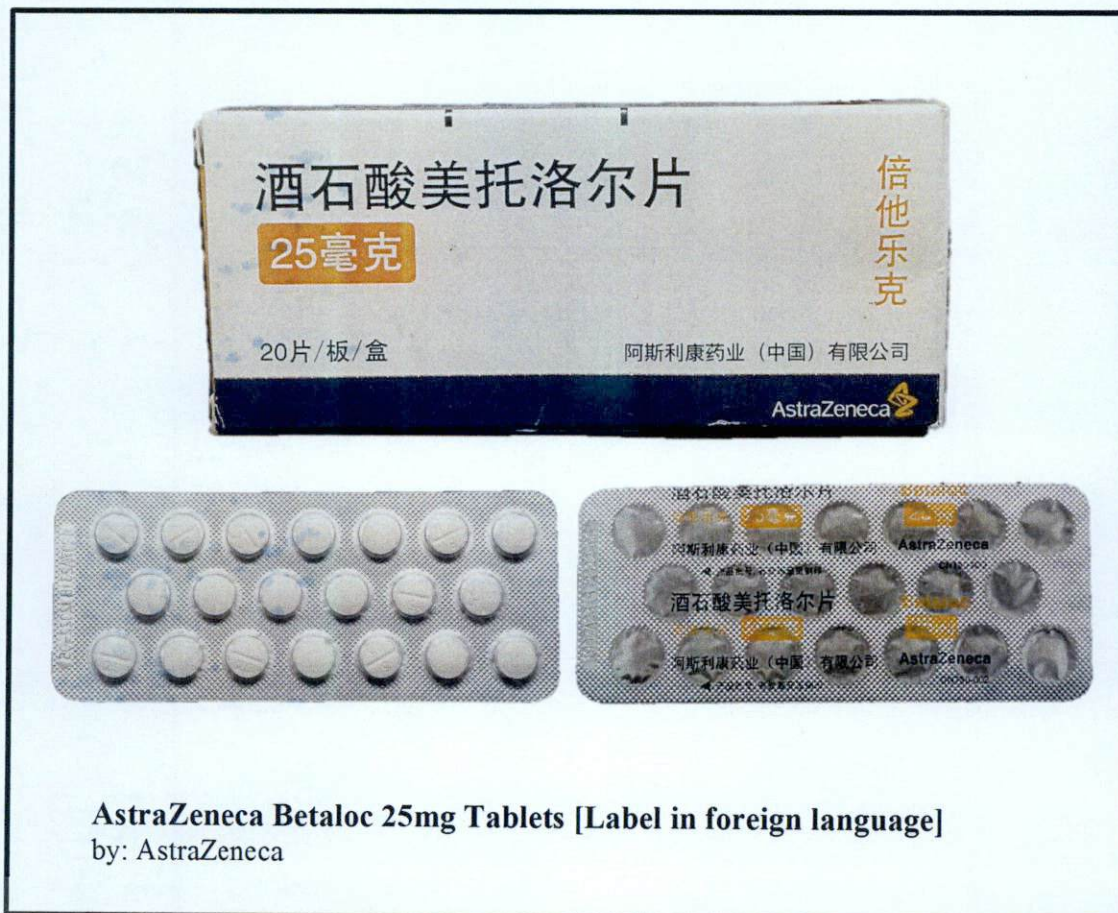 酒石酸美托洛尔片
倍他乐克
25毫克
20片/板/盒
阿斯利康药业（中国）有限公司
AstraZeneca
酒石酸美托洛尔片
阿斯利康药业（中国）有限公司
AstraZeneca
酒石酸美托洛尔片
阿斯利康药业（中国）有限公司
AstraZeneca
AstraZeneca Betaloc 25mg Tablets [Label in foreign language]
by: AstraZeneca